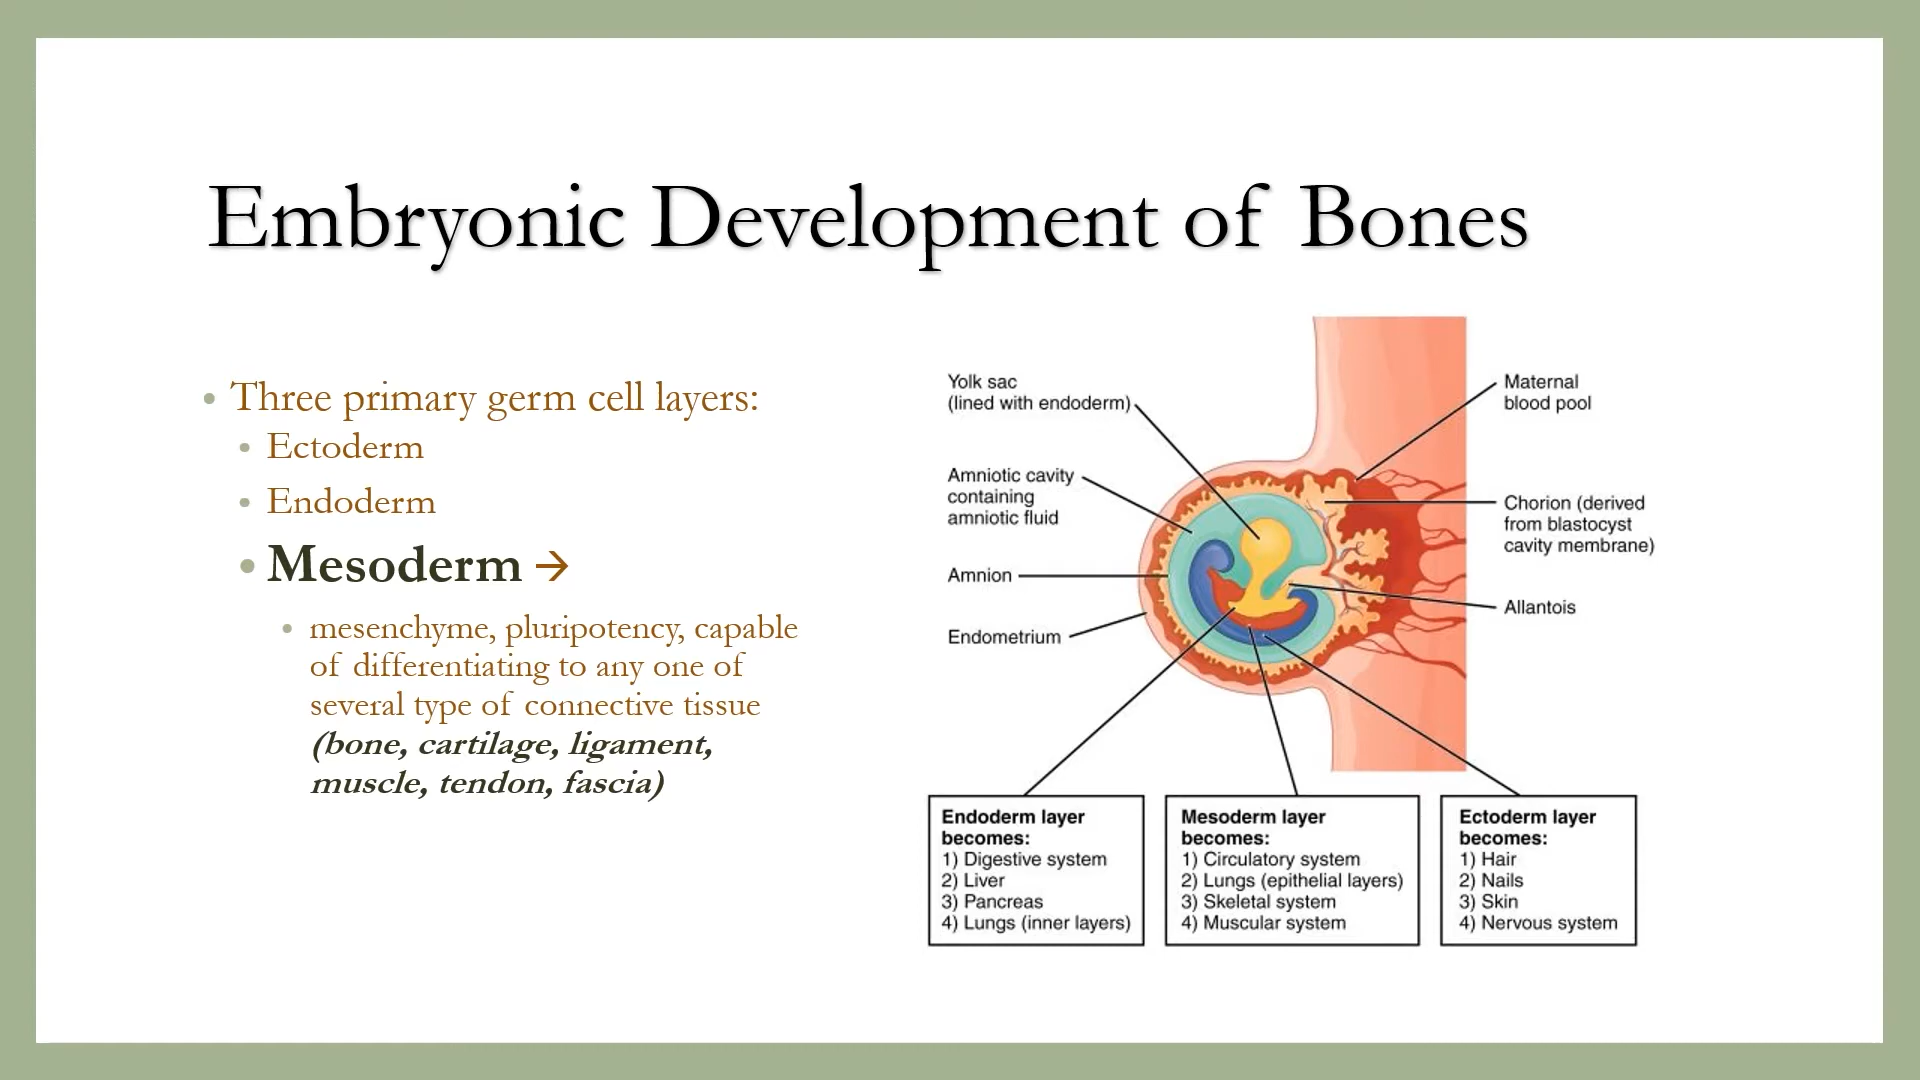 Embryonic Development of Bones
• Three primary germ cell layers:
• Ectoderm
• Endoderm
• Mesoderm →
• mesenchyme, pluripotency, capable
of differentiating to any one of
several type of connective tissue
(bone, cartilage, ligament,
muscle, tendon, fascia)
Yolk sac
(lined with endoderm)
Amniotic cavity
containing
amniotic fluid
Amnion
Endometrium
Maternal
blood pool
Chorion (derived
from blastocyst
cavity membrane)
Allantois
Endoderm layer
becomes:
1) Digestive system
2) Liver
3) Pancreas
4) Lungs (inner layers)
Mesoderm layer
becomes:
1) Circulatory system
2) Lungs (epithelial layers)
3) Skeletal system
4) Muscular system
Ectoderm layer
becomes:
1) Hair
2) Nails
3) Skin
4) Nervous system